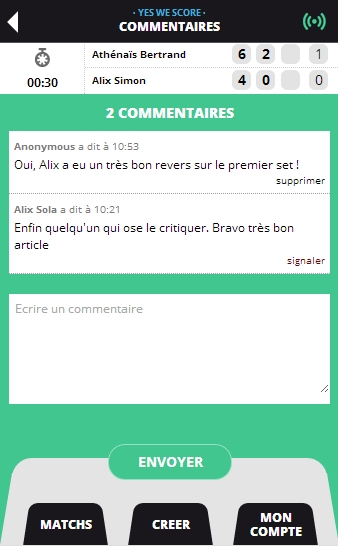 · YES WE SCORE ·
COMMENTAIRES
Athénaïs Bertrand 6 2 1
00:30
Alix Simon 4 0 0
2 COMMENTAIRES
Anonymous a dit à 10:53
Oui, Alix a eu un très bon revers sur le premier set !
supprimer
Alix Sola a dit à 10:21
Enfin quelqu'un qui ose le critiquer. Bravo très bon
article
signaler
Ecrire un commentaire
ENVOYER
MATCHS
CREER
MON
COMPTE